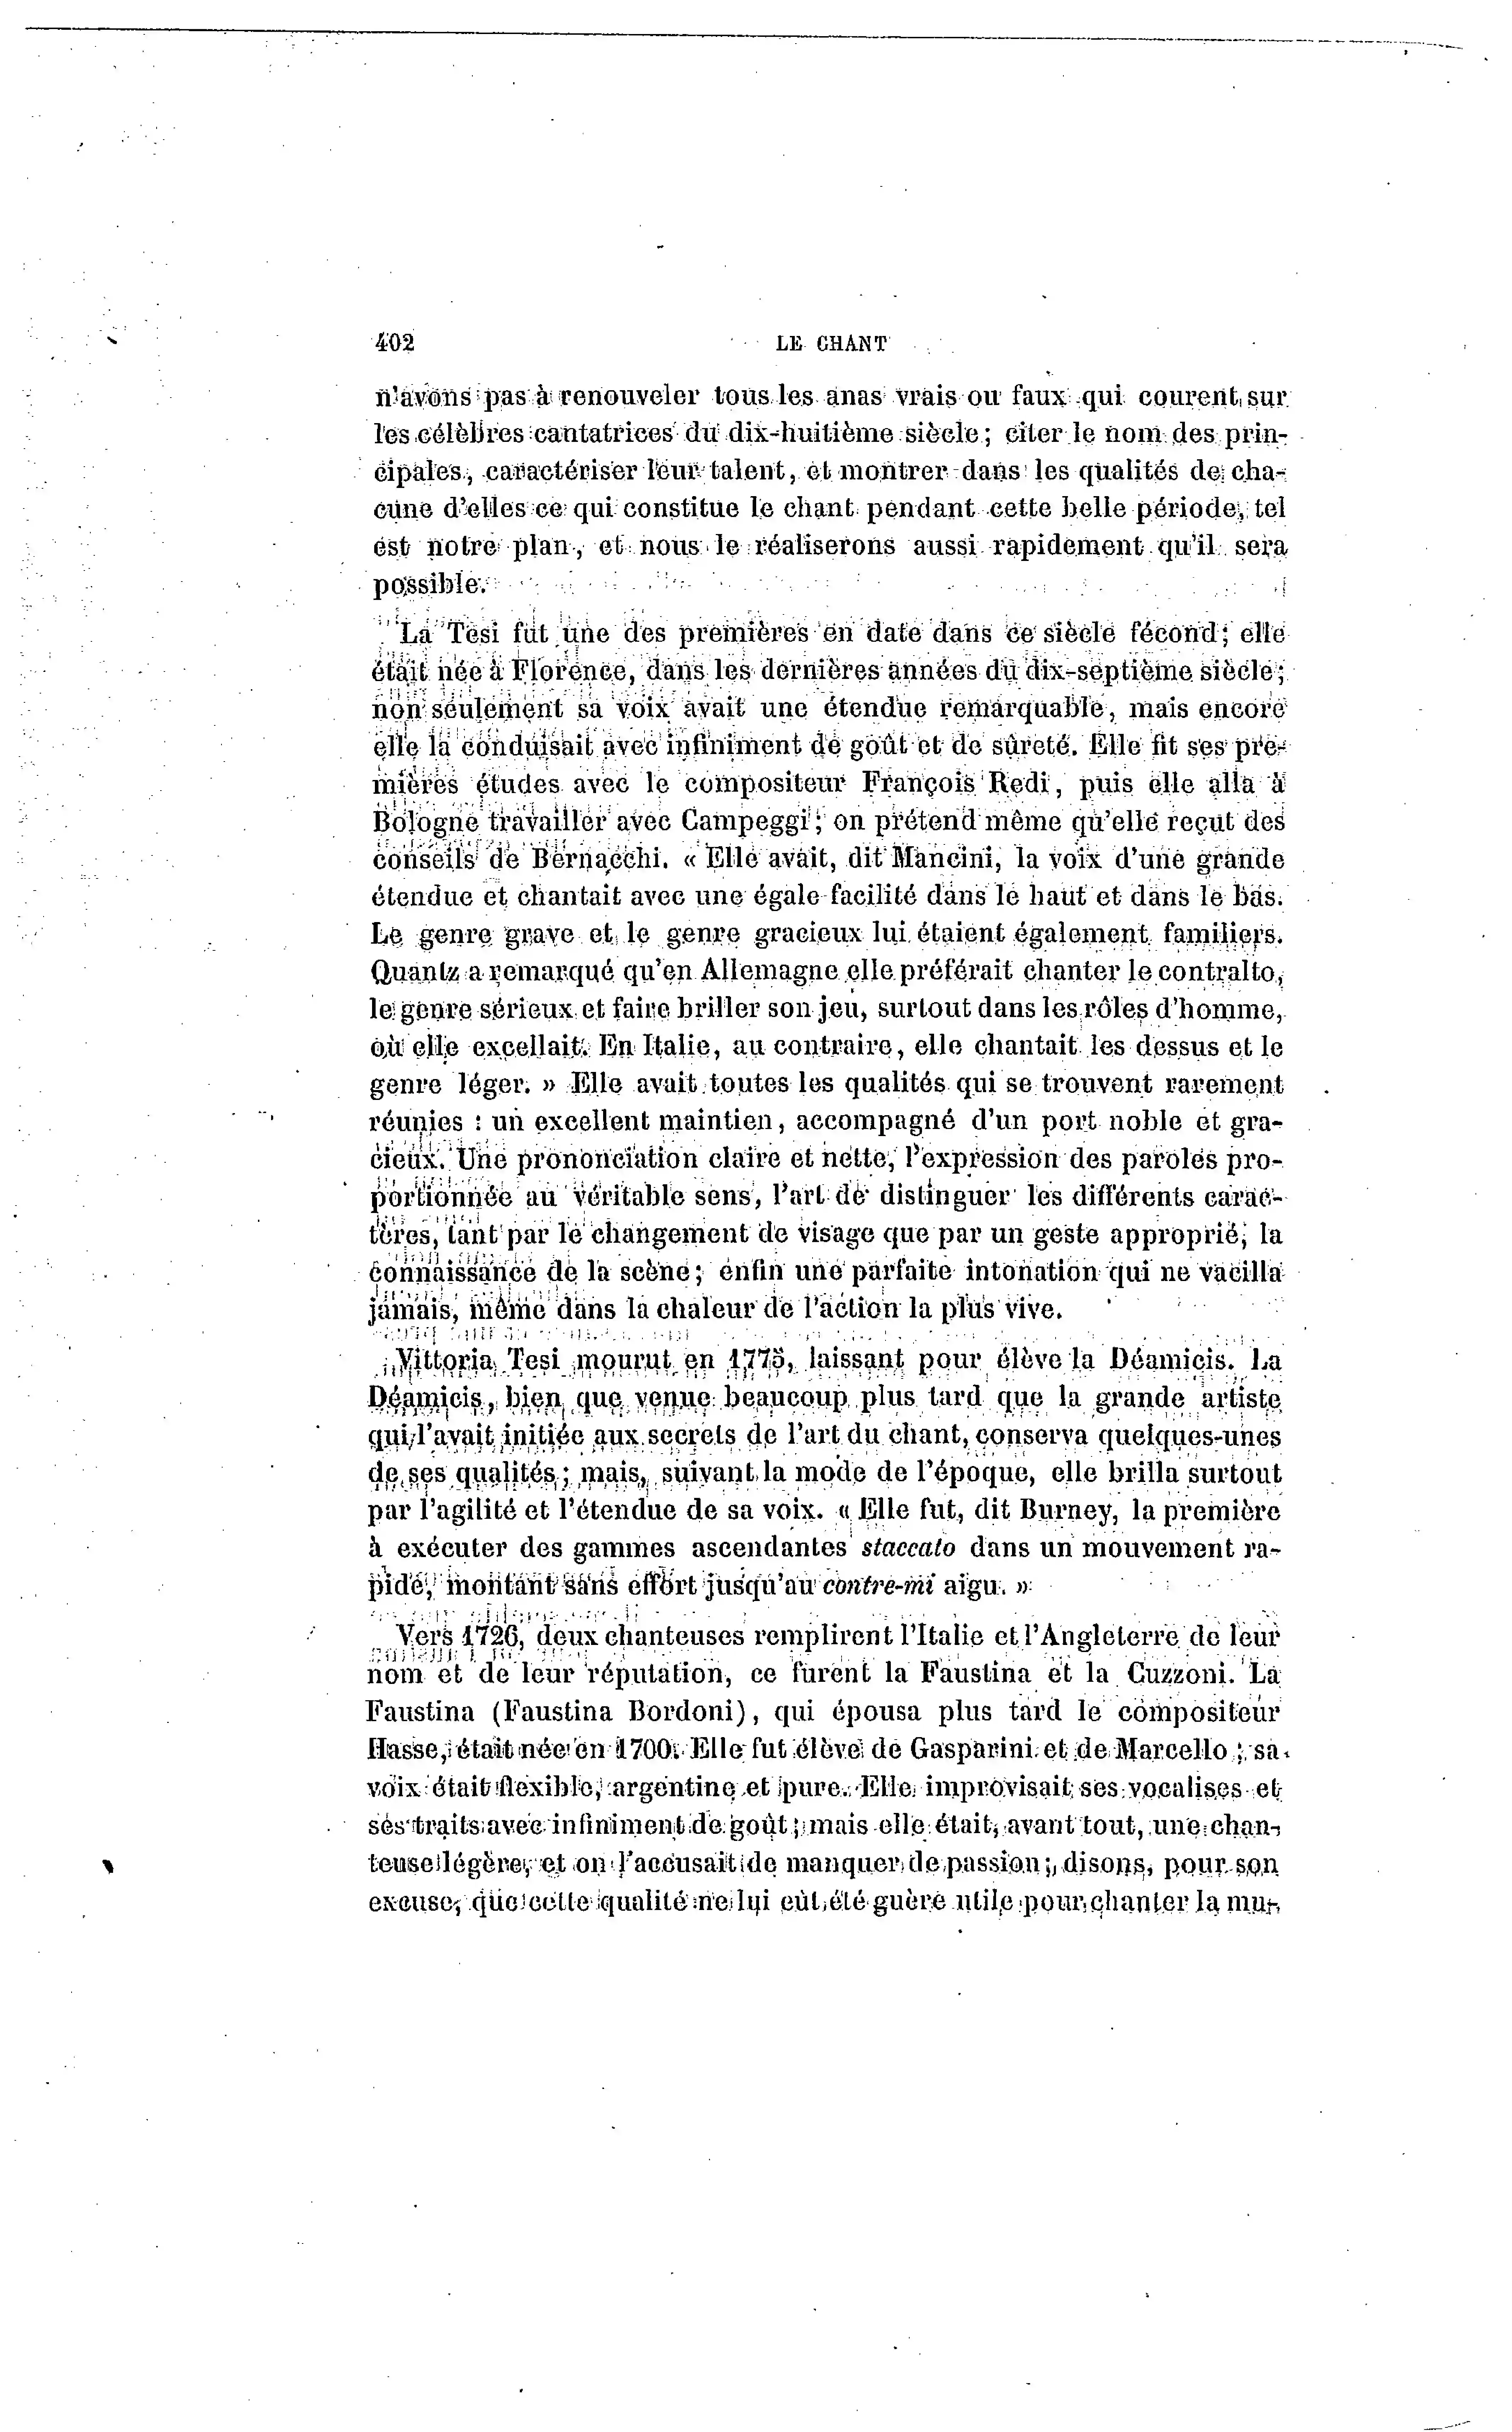 402 LE CHANT
n'avons pas à renouveler tous les anas vrais ou faux qui courent sur
les célèbres cantatrices du dix-huitième siècle; citer le nom des prin-
cipales, caractériser leur talent, et montrer dans les qualités de cha-
cune d'elles ce qui constitue le chant pendant cette belle période, tel
est notre plan, et nous le réaliserons aussi rapidement qu'il sera
possible.
La Tesi fut une des premières en date dans ce siècle fécond; elle
était née à Florence, dans les dernières années du dix-septième siècle;
non seulement sa voix avait une étendue remarquable, mais encore
elle la conduisait avec infiniment de goût et de sûreté. Elle fit ses pre-
mières études avec le compositeur François Redi, puis elle alla à
Bologne travailler avec Campeggi; on prétend même qu'elle reçut des
conseils de Bernacchi. « Elle avait, dit Mancini, la voix d'une grande
étendue et chantait avec une égale facilité dans le haut et dans le bas.
Le genre grave et le genre gracieux lui étaient également familiers.
Quantz a remarqué qu'en Allemagne elle préférait chanter le contralto,
le genre sérieux et faire briller son jeu, surtout dans les rôles d'homme,
où elle excellait. En Italie, au contraire, elle chantait les dessus et le
genre léger. » Elle avait toutes les qualités qui se trouvent rarement
réunies : un excellent maintien, accompagné d'un port noble et gra-
cieux. Une prononciation claire et nette, l'expression des paroles pro-
portionnée au véritable sens, l'art de distinguer les différents carac-
tères, tant par le changement de visage que par un geste approprié; la
connaissance de la scène; enfin une parfaite intonation qui ne vacilla
jamais, même dans la chaleur de l'action la plus vive.
Vittoria Tesi mourut en 1775, laissant pour élève la Déamicis. La
Déamicis, bien que venue beaucoup plus tard que la grande artiste
qui l'avait initiée aux secrets de l'art du chant, conserva quelques-unes
de ses qualités; mais, suivant la mode de l'époque, elle brilla surtout
par l'agilité et l'étendue de sa voix. « Elle fut, dit Burney, la première
à exécuter des gammes ascendantes staccato dans un mouvement ra-
pide, montant sans effort jusqu'au contre-mi aigu. »
Vers 1726, deux chanteuses remplirent l'Italie et l'Angleterre de leur
nom et de leur réputation, ce furent la Faustina et la Cuzzoni. La
Faustina (Faustina Bordoni), qui épousa plus tard le compositeur
Hasse, était née en 1700. Elle fut élève de Gasparini et de Marcello; sa
voix était flexible, argentine et pure. Elle improvisait ses vocalises et
ses traits avec infiniment de goût; mais elle était, avant tout, une chan-
teuse légère, et on l'accusait de manquer de passion; disons, pour son
excuse, que cette qualité ne lui eût été guère utile pour chanter la mu-